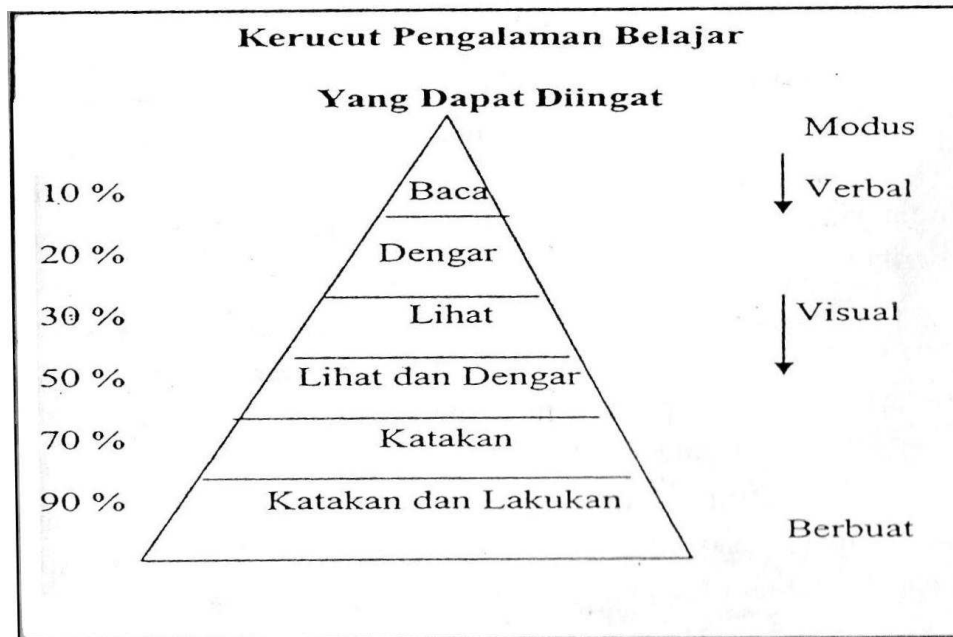 Kerucut Pengalaman Belajar
Yang Dapat Diingat
Modus
10 % Baca Verbal
20 % Dengar
30 % Lihat Visual
50 % Lihat dan Dengar
70 % Katakan
90 % Katakan dan Lakukan
Berbuat